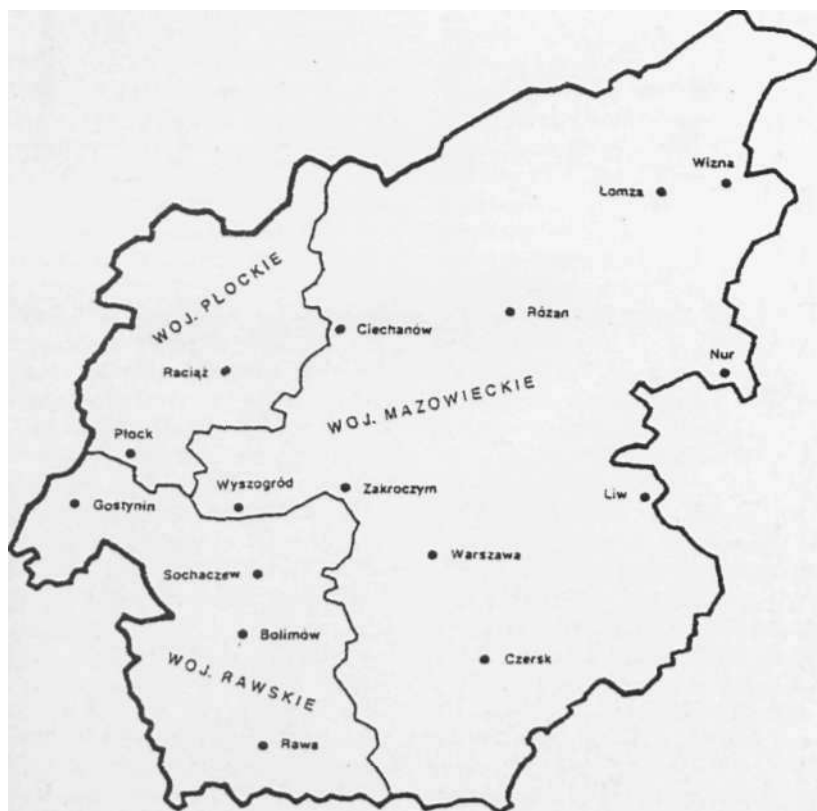 Wizna
Łomza
WOJ. PŁOCKIE
Różan
Ciechanów
Nur
Raciąż
WOJ. MAZOWIECKIE
Płock
Wyszogród
Zakroczym
Liw
Gostynin
Warszawa
Sochaczew
Bolimów
Czersk
WOJ. RAWSKIE
Rawa